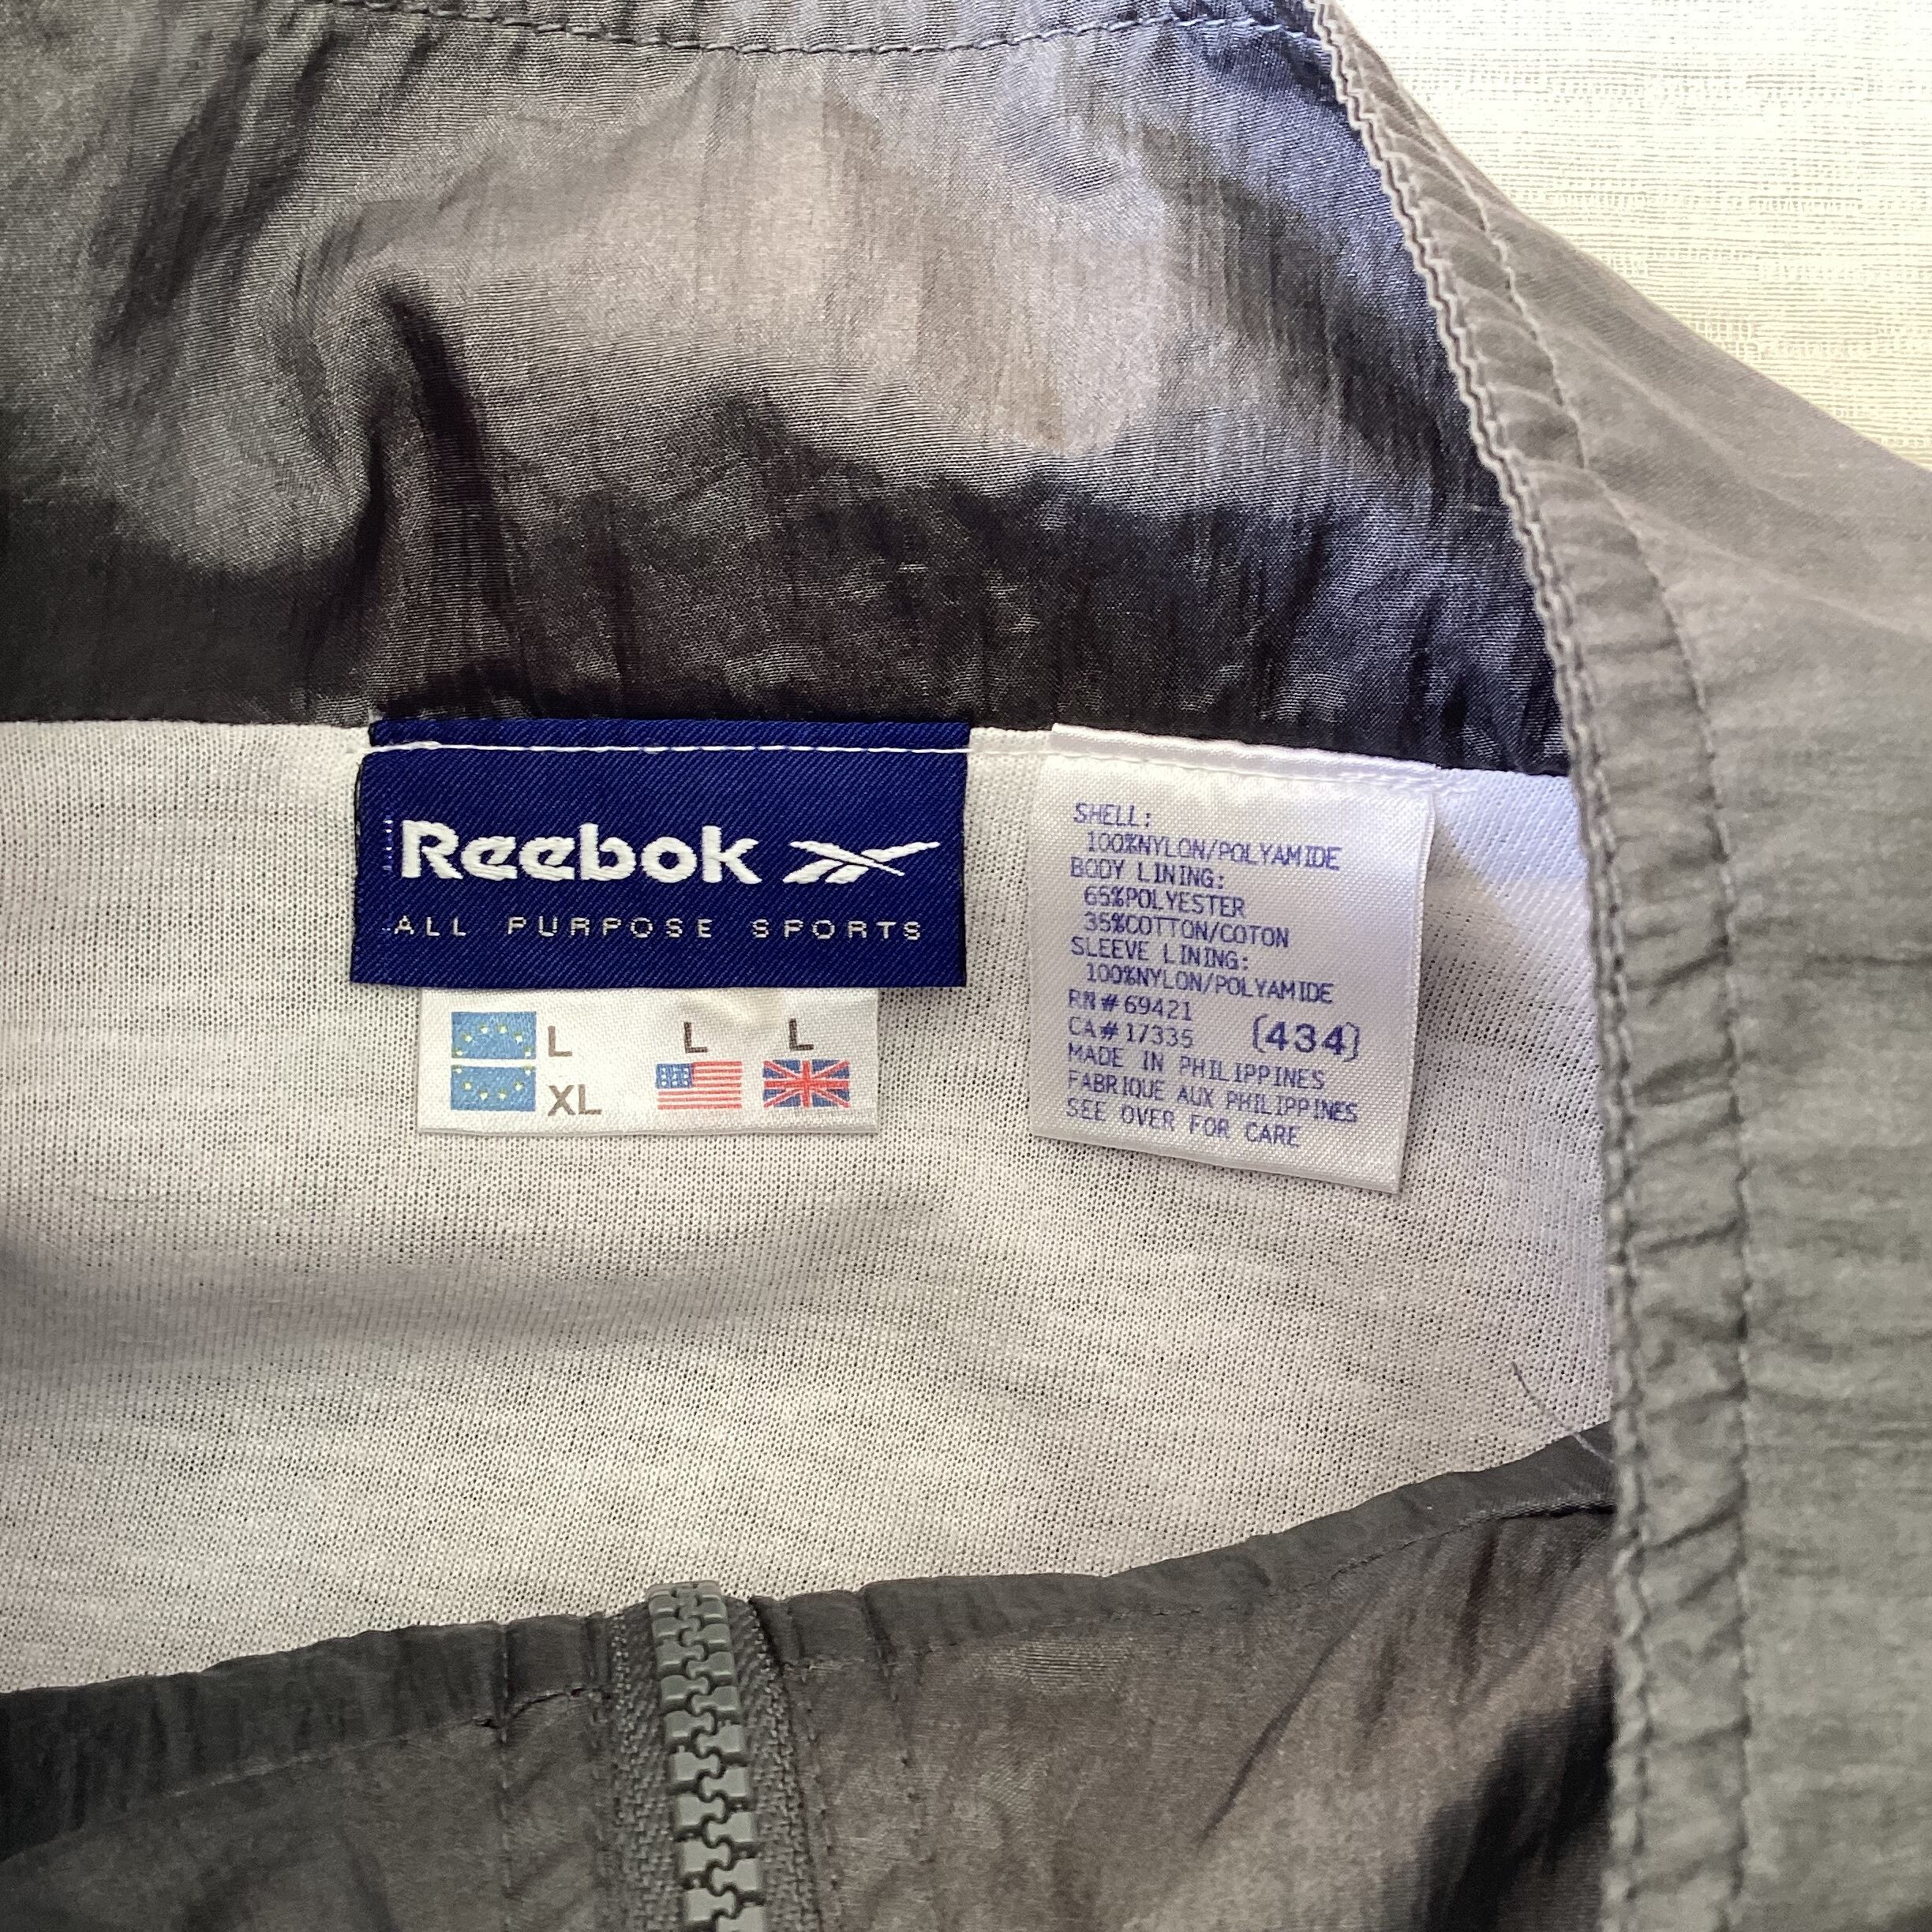 Reebok
ALL PURPOSE SPORTS
L
XL
L L
SHELL:
100%NYLON/POLYAMIDE
BODY LINING:
65%POLYESTER
35%COTTON/COTON
SLEEVE LINING:
100%NYLON/POLYAMIDE
RN#69421
CA#17335 (434)
MADE IN PHILIPPINES
FABRIQUE AUX PHILIPPINES
SEE OVER FOR CARE